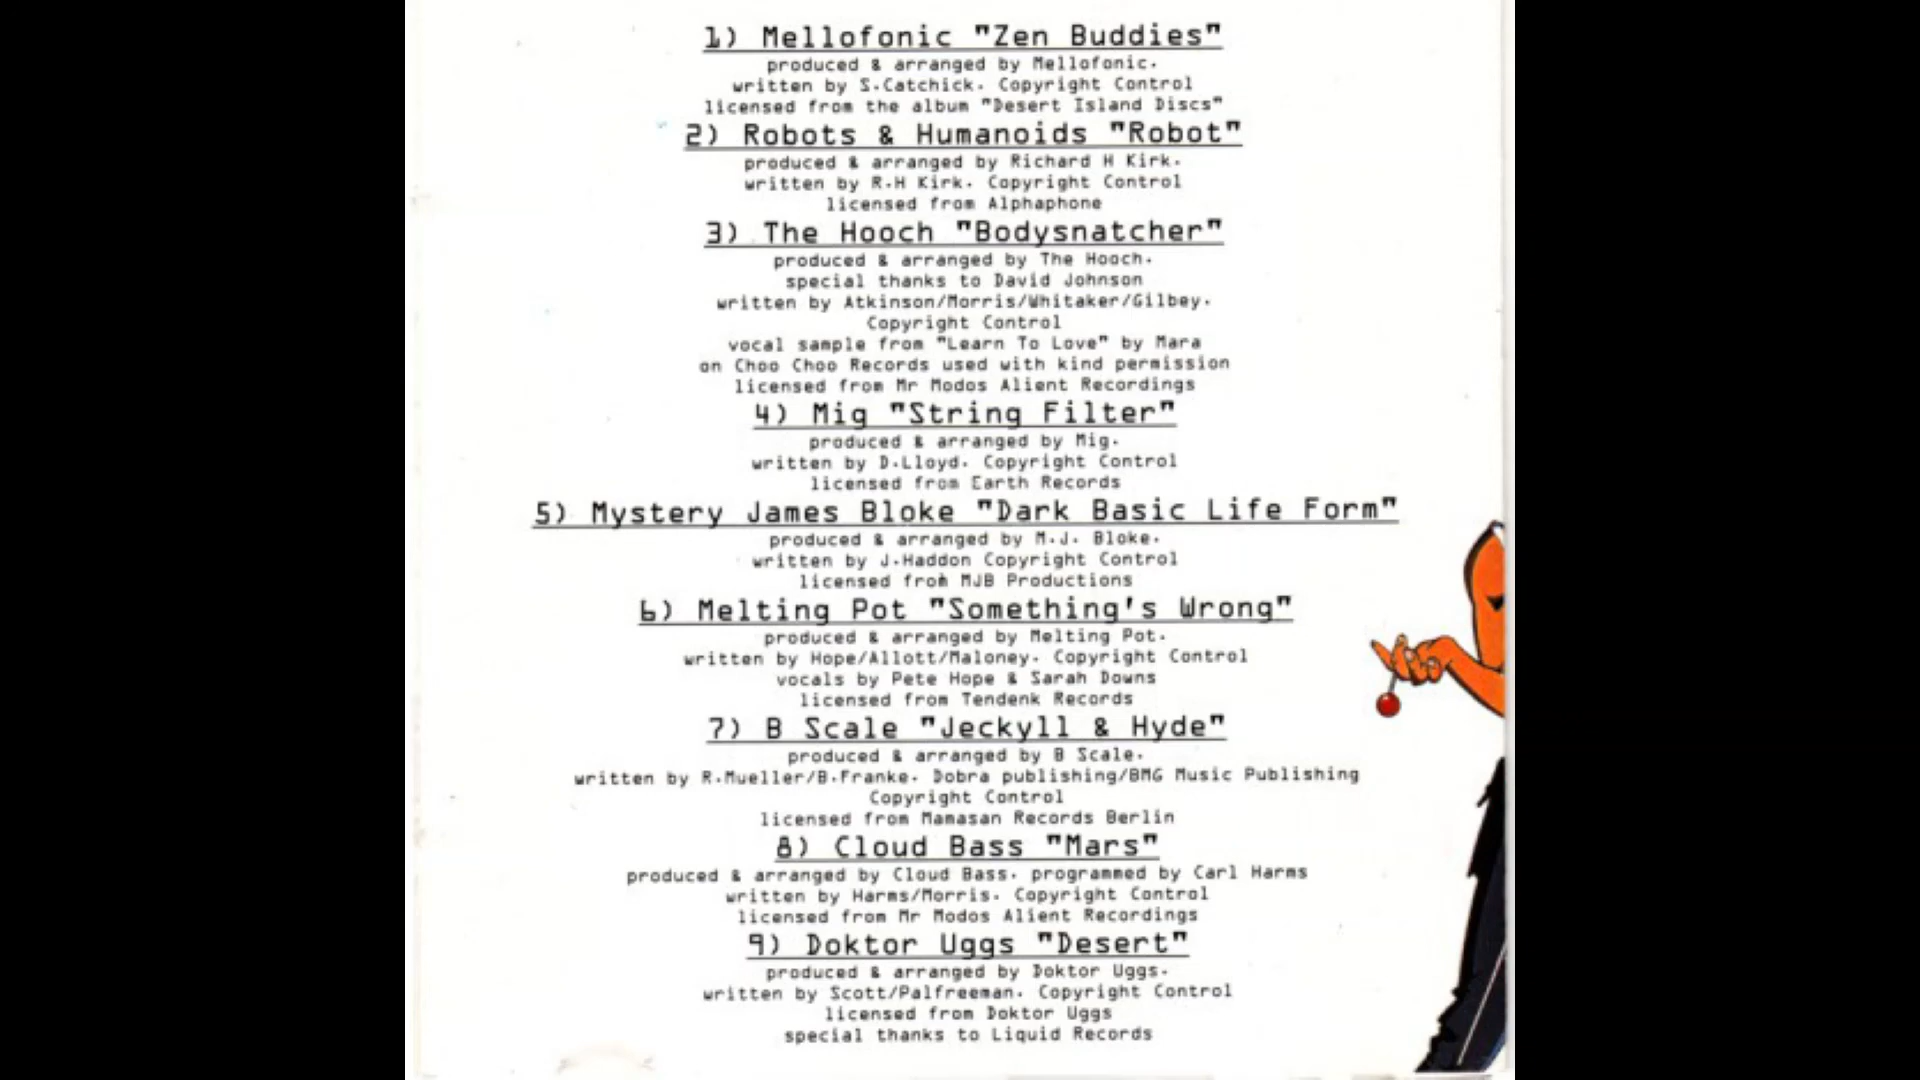 1) Mellofonic "Zen Buddies"
produced & arranged by Mellofonic.
written by S.Catchick. Copyright Control
licensed from the album "Desert Island Discs"
2) Robots & Humanoids "Robot"
produced & arranged by Richard H Kirk.
written by R.H Kirk. Copyright Control
licensed from Alphaphone
3) The Hooch "Bodysnatcher"
produced & arranged by The Hooch.
special thanks to David Johnson
written by Atkinson/Morris/Whitaker/Gilbey.
Copyright Control
vocal sample from "Learn To Love" by Mara
on Choo Choo Records used with kind permission
licensed from Mr Modos Alient Recordings
4) Mig "String Filter"
produced & arranged by Mig.
written by D.Lloyd. Copyright Control
licensed from Earth Records
5) Mystery James Bloke "Dark Basic Life Form"
produced & arranged by M.J. Bloke.
written by J.Haddon Copyright Control
licensed from MJB Productions
6) Melting Pot "Something's Wrong"
produced & arranged by Melting Pot.
written by Hope/Allott/Maloney. Copyright Control
vocals by Pete Hope & Sarah Downs
licensed from Tendenk Records
7) B Scale "Jeckyll & Hyde"
produced & arranged by B Scale.
written by R.Mueller/B.Franke. Dobra publishing/BMG Music Publishing
Copyright Control
licensed from Mamasan Records Berlin
8) Cloud Bass "Mars"
produced & arranged by Cloud Bass. programmed by Carl Harms
written by Harms/Morris. Copyright Control
licensed from Mr Modos Alient Recordings
9) Doktor Uggs "Desert"
produced & arranged by Doktor Uggs.
written by Scott/Palfreeman. Copyright Control
licensed from Doktor Uggs
special thanks to Liquid Records